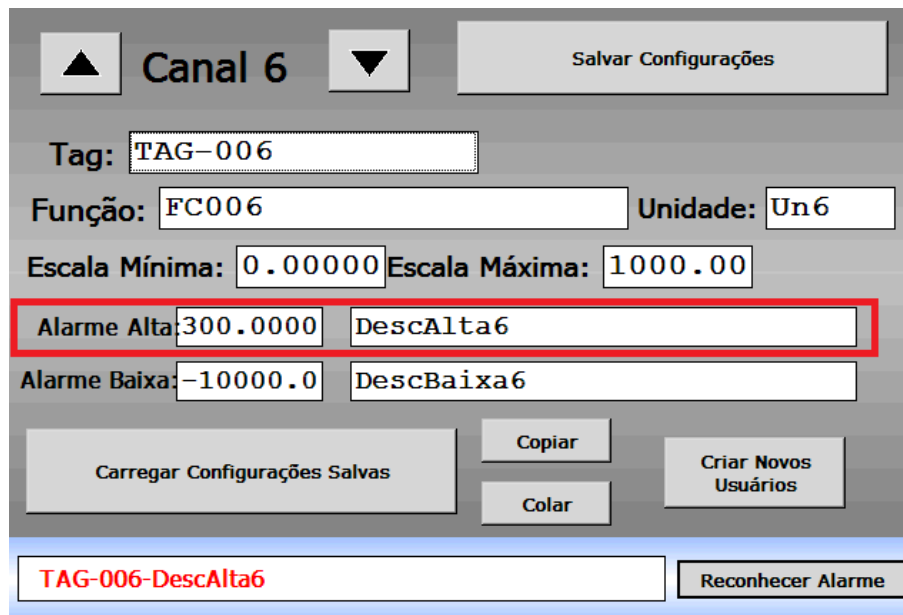 Canal 6
Salvar Configurações
Tag: TAG-006
Função: FC006 Unidade: Un6
Escala Mínima: 0.00000 Escala Máxima: 1000.00
Alarme Alta: 300.0000 DescAlta6
Alarme Baixa: -10000.0 DescBaixa6
Carregar Configurações Salvas
Copiar
Colar
Criar Novos
Usuários
TAG-006-DescAlta6
Reconhecer Alarme